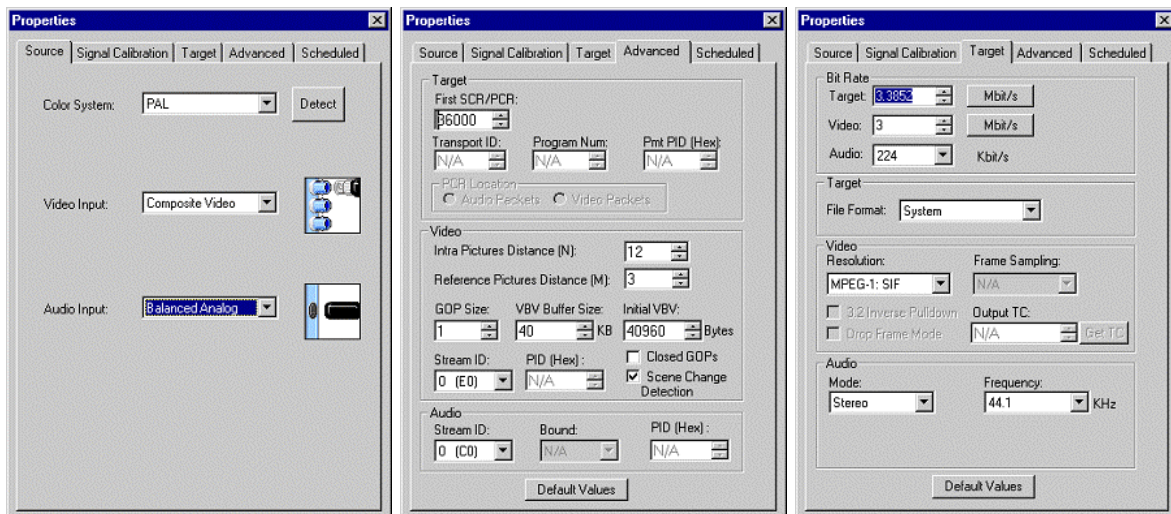 Properties
Source Signal Calibration Target Advanced Scheduled
Color System: PAL Detect
Video Input: Composite Video
Audio Input: Balanced Analog
Properties
Source Signal Calibration Target Advanced Scheduled
Target
First SCR/PCR:
36000
Transport ID: Program Num: Pmt PID (Hex):
N/A N/A N/A
PCR Location
Audio Packets Video Packets
Video
Intra Pictures Distance (N): 12
Reference Pictures Distance (M): 3
GOP Size: VBV Buffer Size: Initial VBV:
1 40 KB 40960 Bytes
Stream ID: PID (Hex) : Closed GOPs
0 (E0) N/A Scene Change
Detection
Audio
Stream ID: Bound: PID (Hex) :
0 (C0) N/A N/A
Default Values
Properties
Source Signal Calibration Target Advanced Scheduled
Bit Rate
Target: 3.3852 Mbit/s
Video: 3 Mbit/s
Audio: 224 Kbit/s
Target
File Format: System
Video
Resolution: Frame Sampling:
MPEG-1: SIF N/A
3:2 Inverse Pulldown Output TC:
Drop Frame Mode N/A Get TC
Audio
Mode: Frequency:
Stereo 44.1 KHz
Default Values